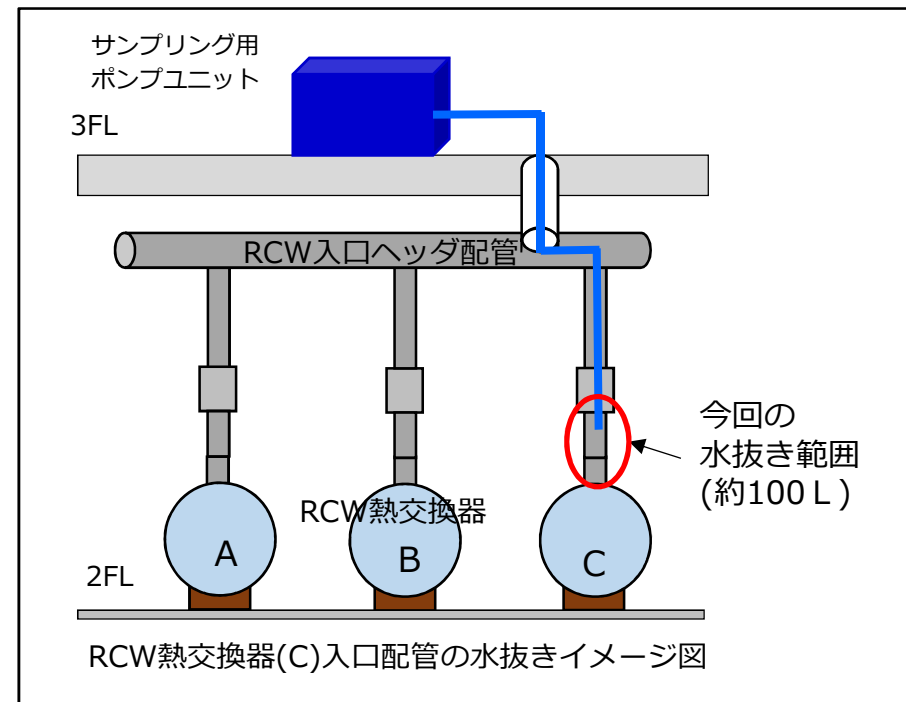 サンプリング用
ポンプユニット
3FL
RCW入口ヘッダ配管
今回の
水抜き範囲
(約100Ｌ)
RCW熱交換器
A
B
C
2FL
RCW熱交換器(C)入口配管の水抜きイメージ図